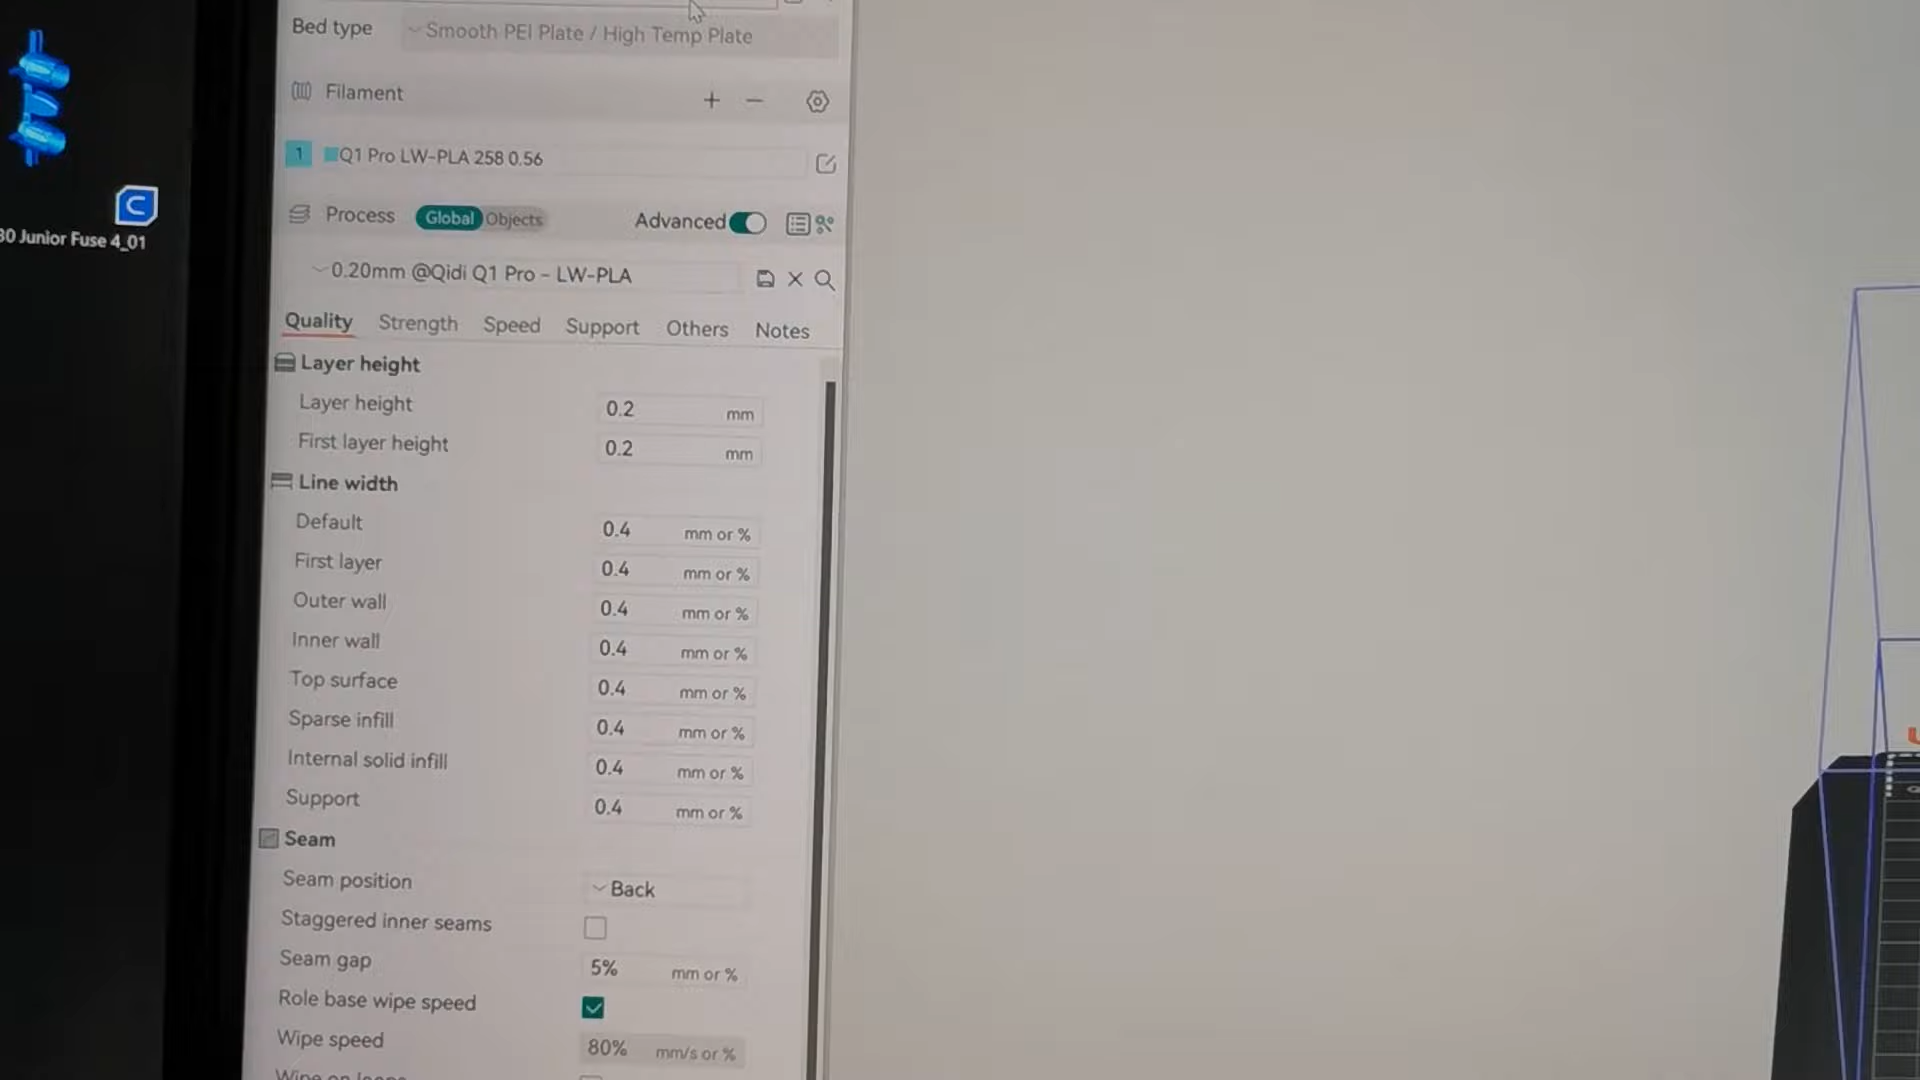 Bed type
Smooth PEI Plate / High Temp Plate
Filament
1
Q1 Pro LW-PLA 258 0.56
Process
Global
Objects
Advanced
30 Junior Fuse 4_01
0.20mm @Qidi Q1 Pro - LW-PLA
Quality
Strength
Speed
Support
Others
Notes
Layer height
Layer height 0.2 mm
First layer height 0.2 mm
Line width
Default 0.4 mm or %
First layer 0.4 mm or %
Outer wall 0.4 mm or %
Inner wall 0.4 mm or %
Top surface 0.4 mm or %
Sparse infill 0.4 mm or %
Internal solid infill 0.4 mm or %
Support 0.4 mm or %
Seam
Seam position Back
Staggered inner seams
Seam gap 5% mm or %
Role base wipe speed
Wipe speed 80% mm/s or %
Wipe on loops